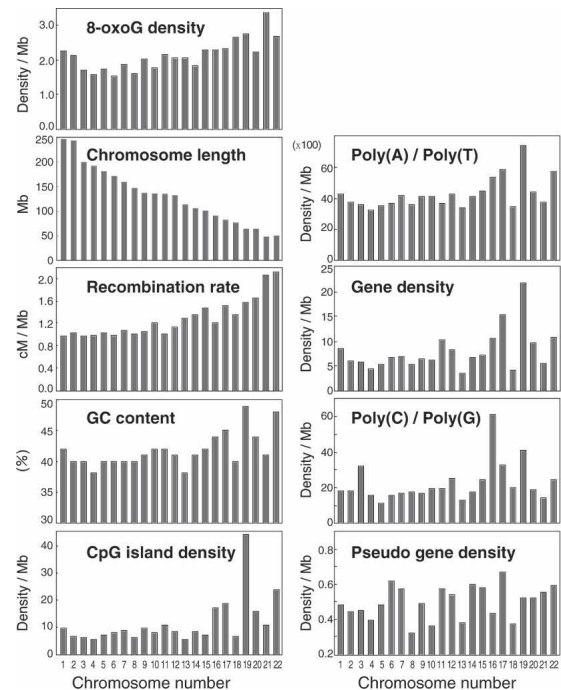 8-oxoG density
Density / Mb
3.0
2.0
1.0
0.0
Chromosome length
Mb
250
200
150
100
50
0
Recombination rate
cM / Mb
2.0
1.6
1.2
0.8
0.4
0.0
GC content
(%)
50
45
40
35
30
CpG island density
Density / Mb
40
30
20
10
0
1 2 3 4 5 6 7 8 9 10 11 12 13 14 15 16 17 18 19 20 21 22
Chromosome number
(x100)
Poly(A) / Poly(T)
Density / Mb
60
40
20
0
Gene density
Density / Mb
25
20
15
10
5
0
Poly(C) / Poly(G)
Density / Mb
60
40
20
0
Pseudo gene density
Density / Mb
0.8
0.6
0.4
0.2
1 2 3 4 5 6 7 8 9 10 11 12 13 14 15 16 17 18 19 20 21 22
Chromosome number